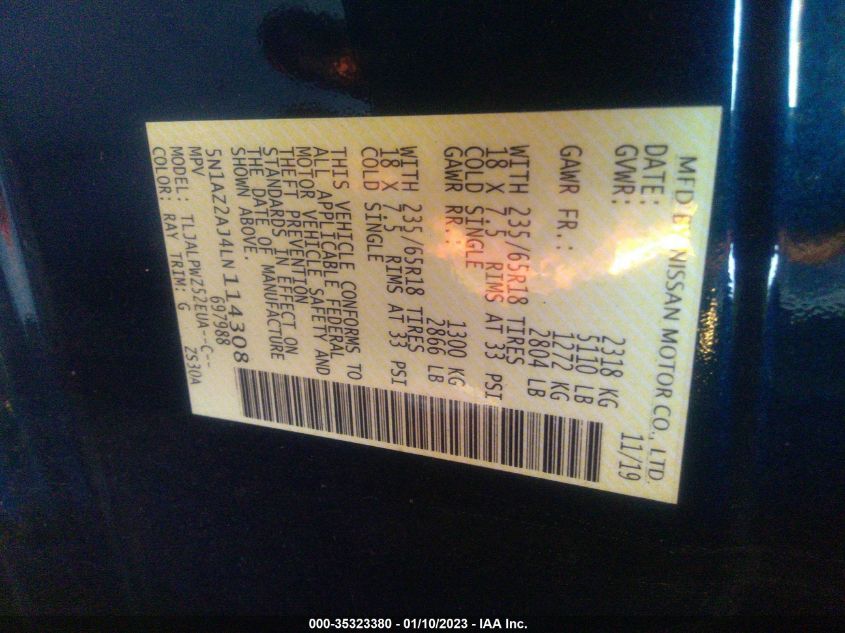 MFD BY NISSAN MOTOR CO., LTD.
DATE: 11/19
GVWR: 2318 KG
5110 LB
GAWR FR.: 1272 KG
2804 LB
WITH 235/65R18 TIRES
18 X 7.5 RIMS AT 33 PSI
COLD SINGLE
GAWR RR.: 1300 KG
2866 LB
WITH 235/65R18 TIRES
18 X 7.5 RIMS AT 33 PSI
COLD SINGLE
THIS VEHICLE CONFORMS TO
ALL APPLICABLE FEDERAL
MOTOR VEHICLE SAFETY AND
THEFT PREVENTION
STANDARDS IN EFFECT ON
THE DATE OF MANUFACTURE
SHOWN ABOVE.
5N1AZ2AJ4LN114308
MPV 697988
MODEL: TLJALPWZ52EUA--C--
COLOR: RAY TRIM: G ZS30A
000-35323380 - 01/10/2023 - IAA Inc.